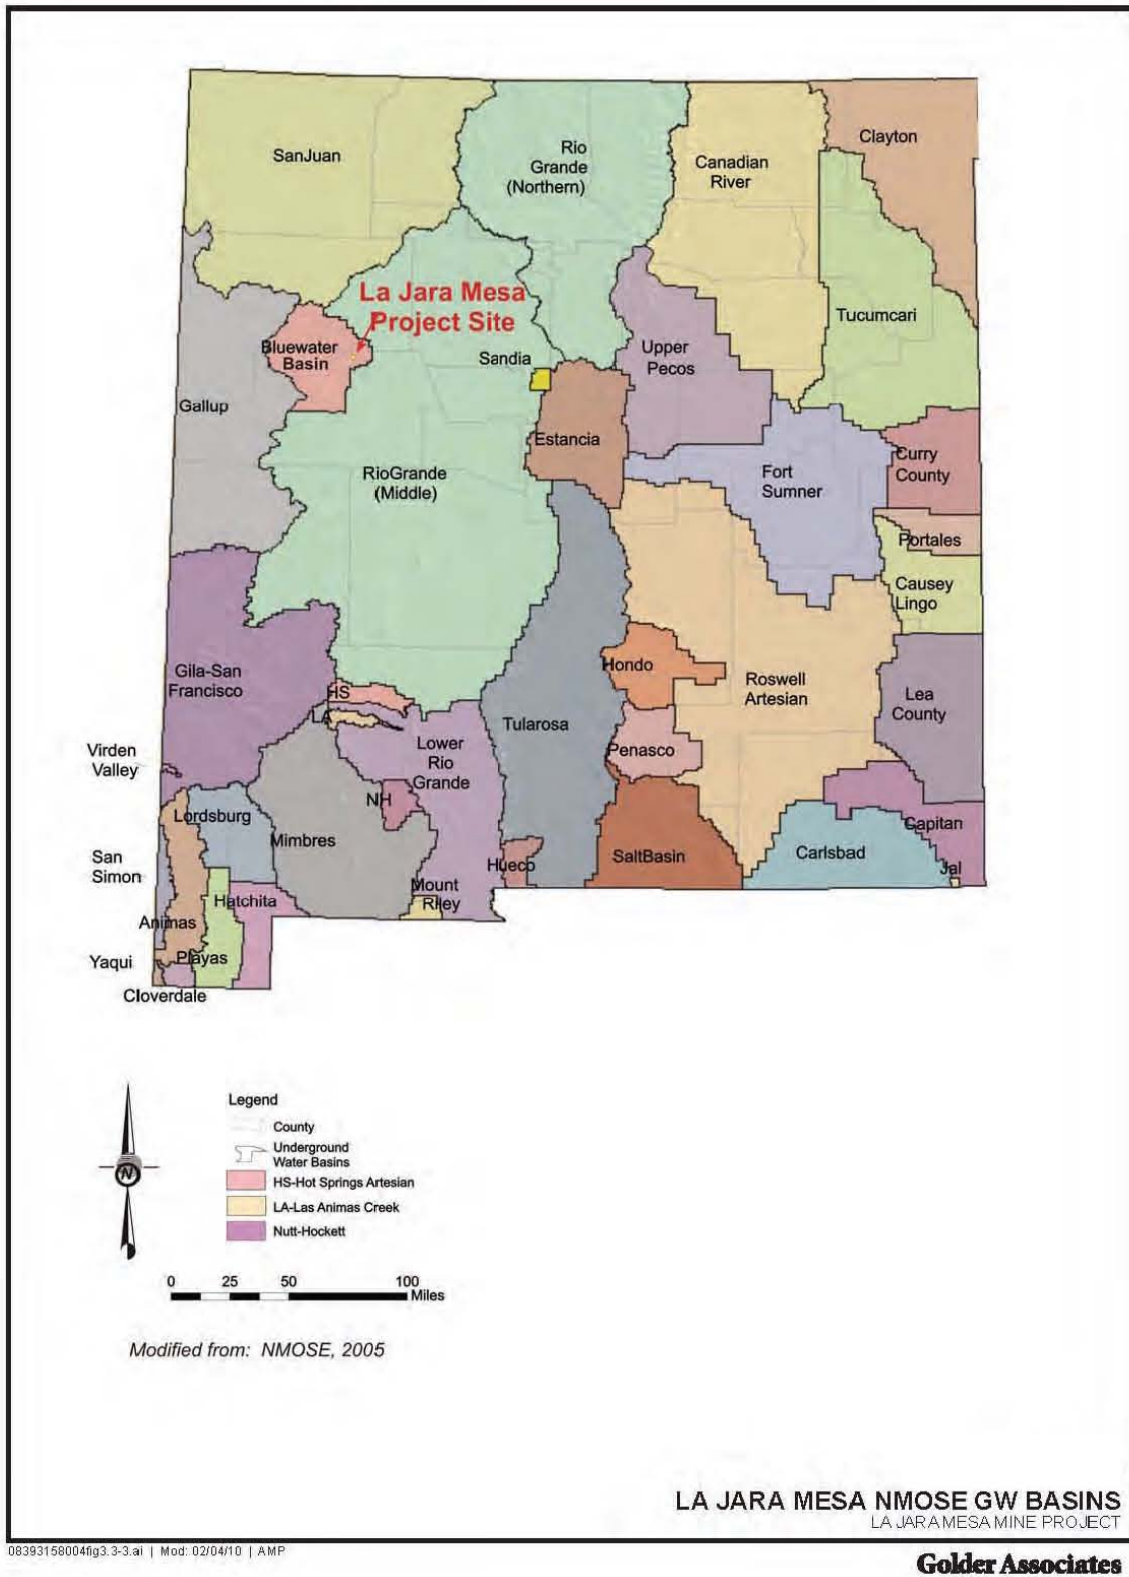 SanJuan
Rio
Grande
(Northern)
Canadian
River
Clayton
La Jara Mesa
Project Site
Tucumcari
Bluewater
Basin
Sandia
Upper
Pecos
Gallup
Estancia
RioGrande
(Middle)
Fort
Sumner
Curry
County
Portales
Causey
Lingo
Gila-San
Francisco
HS
LA
Hondo
Roswell
Artesian
Lea
County
Tularosa
Lower
Rio
Grande
Penasco
Virden
Valley
NH
Lordsburg
Mimbres
Capitan
Carlsbad
Jal
SaltBasin
Hueco
San
Simon
Mount
Riley
Hatchita
Animas
Playas
Yaqui
Cloverdale
Legend
County
Underground
Water Basins
HS-Hot Springs Artesian
LA-Las Animas Creek
Nutt-Hockett
N
0 25 50 100
Miles
Modified from: NMOSE, 2005
LA JARA MESA NMOSE GW BASINS
LA JARA MESA MINE PROJECT
08393158004fig3.3-3.ai | Mod: 02/04/10 | AMP
Golder Associates